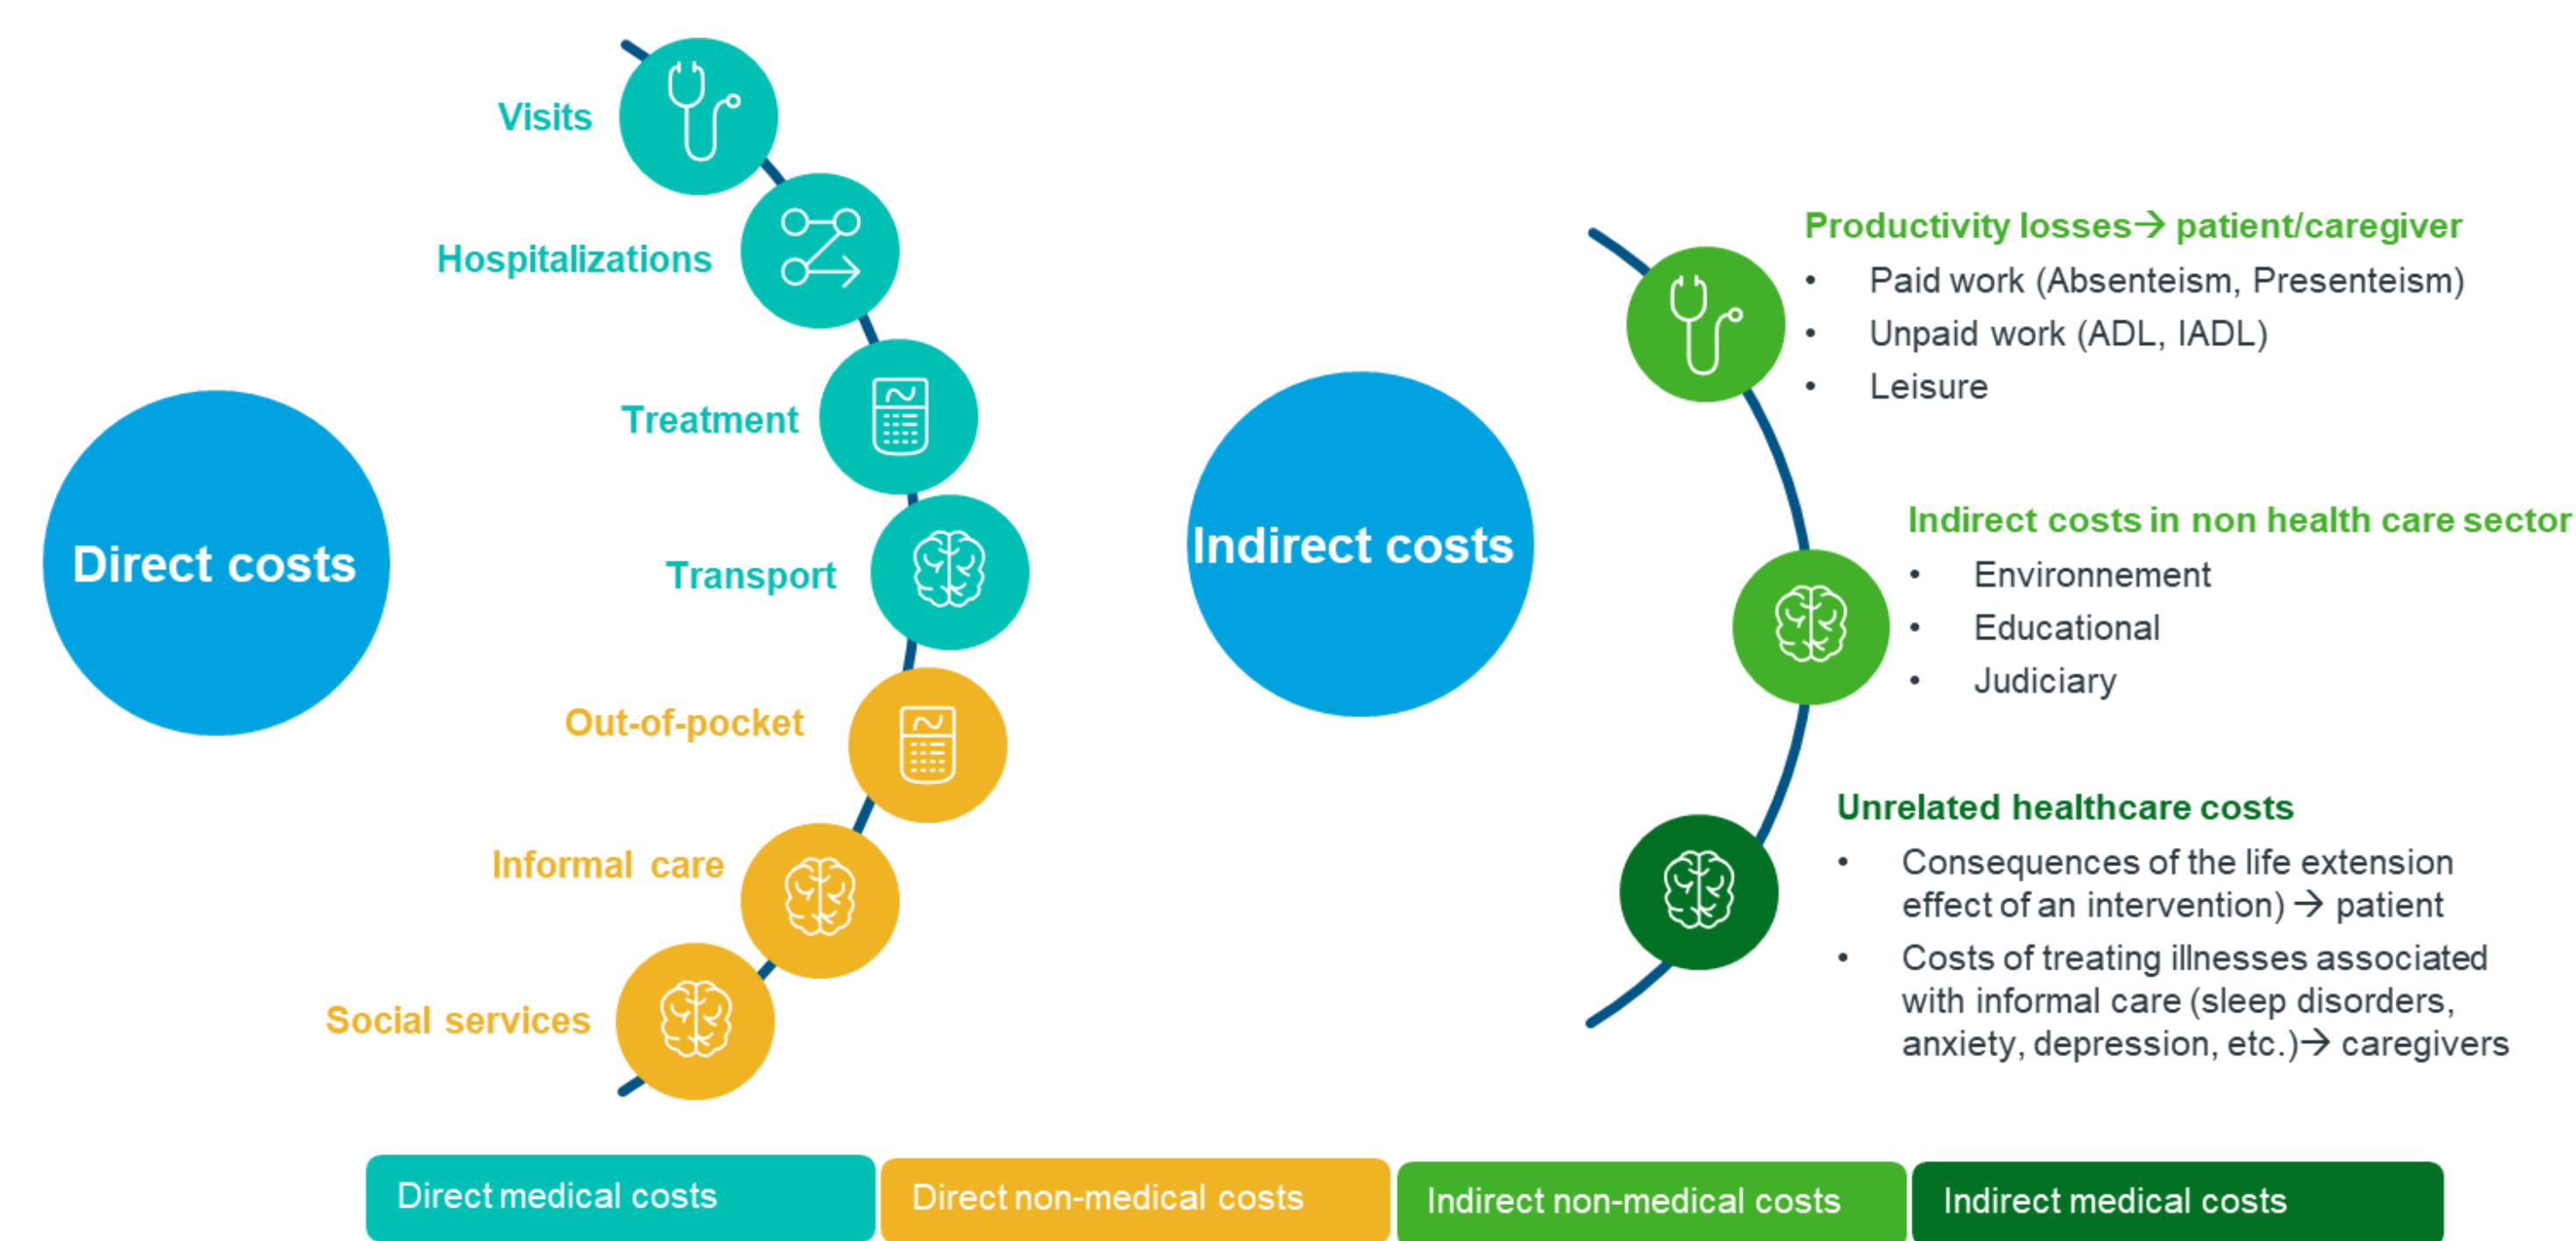 Direct costs
Visits
Hospitalizations
Treatment
Transport
Out-of-pocket
Informal care
Social services
Indirect costs
Productivity losses→ patient/caregiver
• Paid work (Absenteism, Presenteism)
• Unpaid work (ADL, IADL)
• Leisure
Indirect costs in non health care sector
• Environnement
• Educational
• Judiciary
Unrelated healthcare costs
• Consequences of the life extension
effect of an intervention) → patient
• Costs of treating illnesses associated
with informal care (sleep disorders,
anxiety, depression, etc.)→ caregivers
Direct medical costs
Direct non-medical costs
Indirect non-medical costs
Indirect medical costs